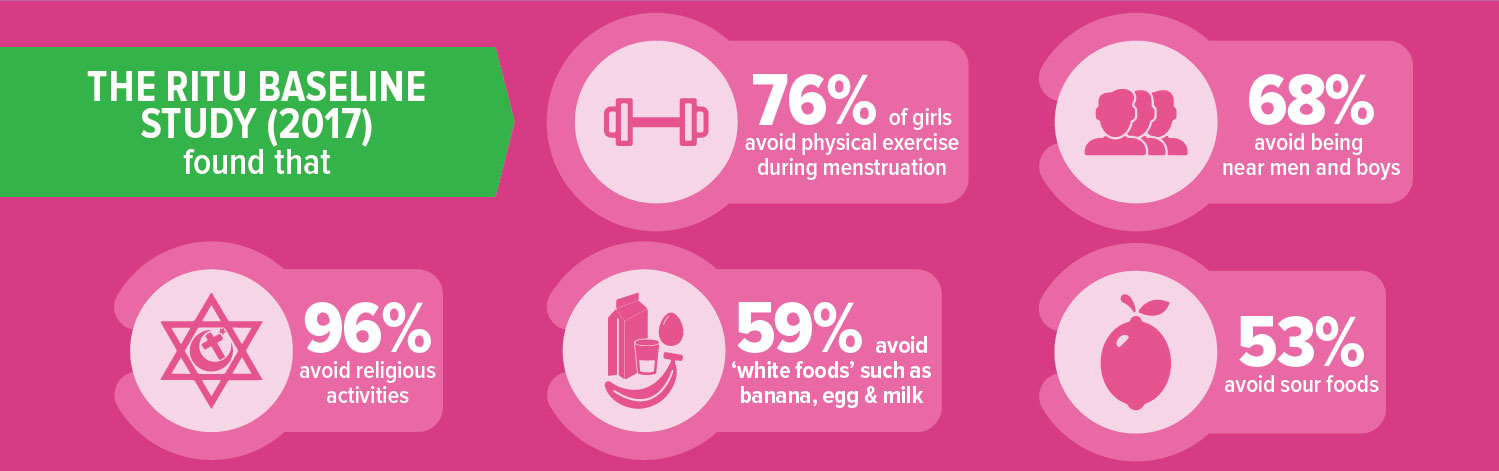 THE RITU BASELINE
STUDY (2017)
found that
76% of girls
avoid physical exercise
during menstruation
68%
avoid being
near men and boys
96%
avoid religious
activities
59% avoid
‘white foods’ such as
banana, egg & milk
53%
avoid sour foods